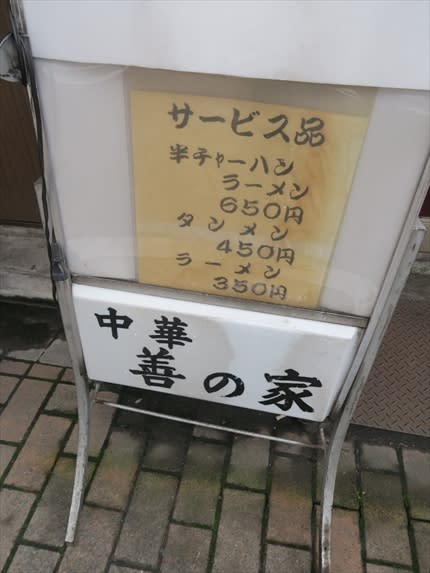 サービス品
半チャーハン
ラーメン
650円
タンメン
450円
ラーメン
350円
中華
善の家